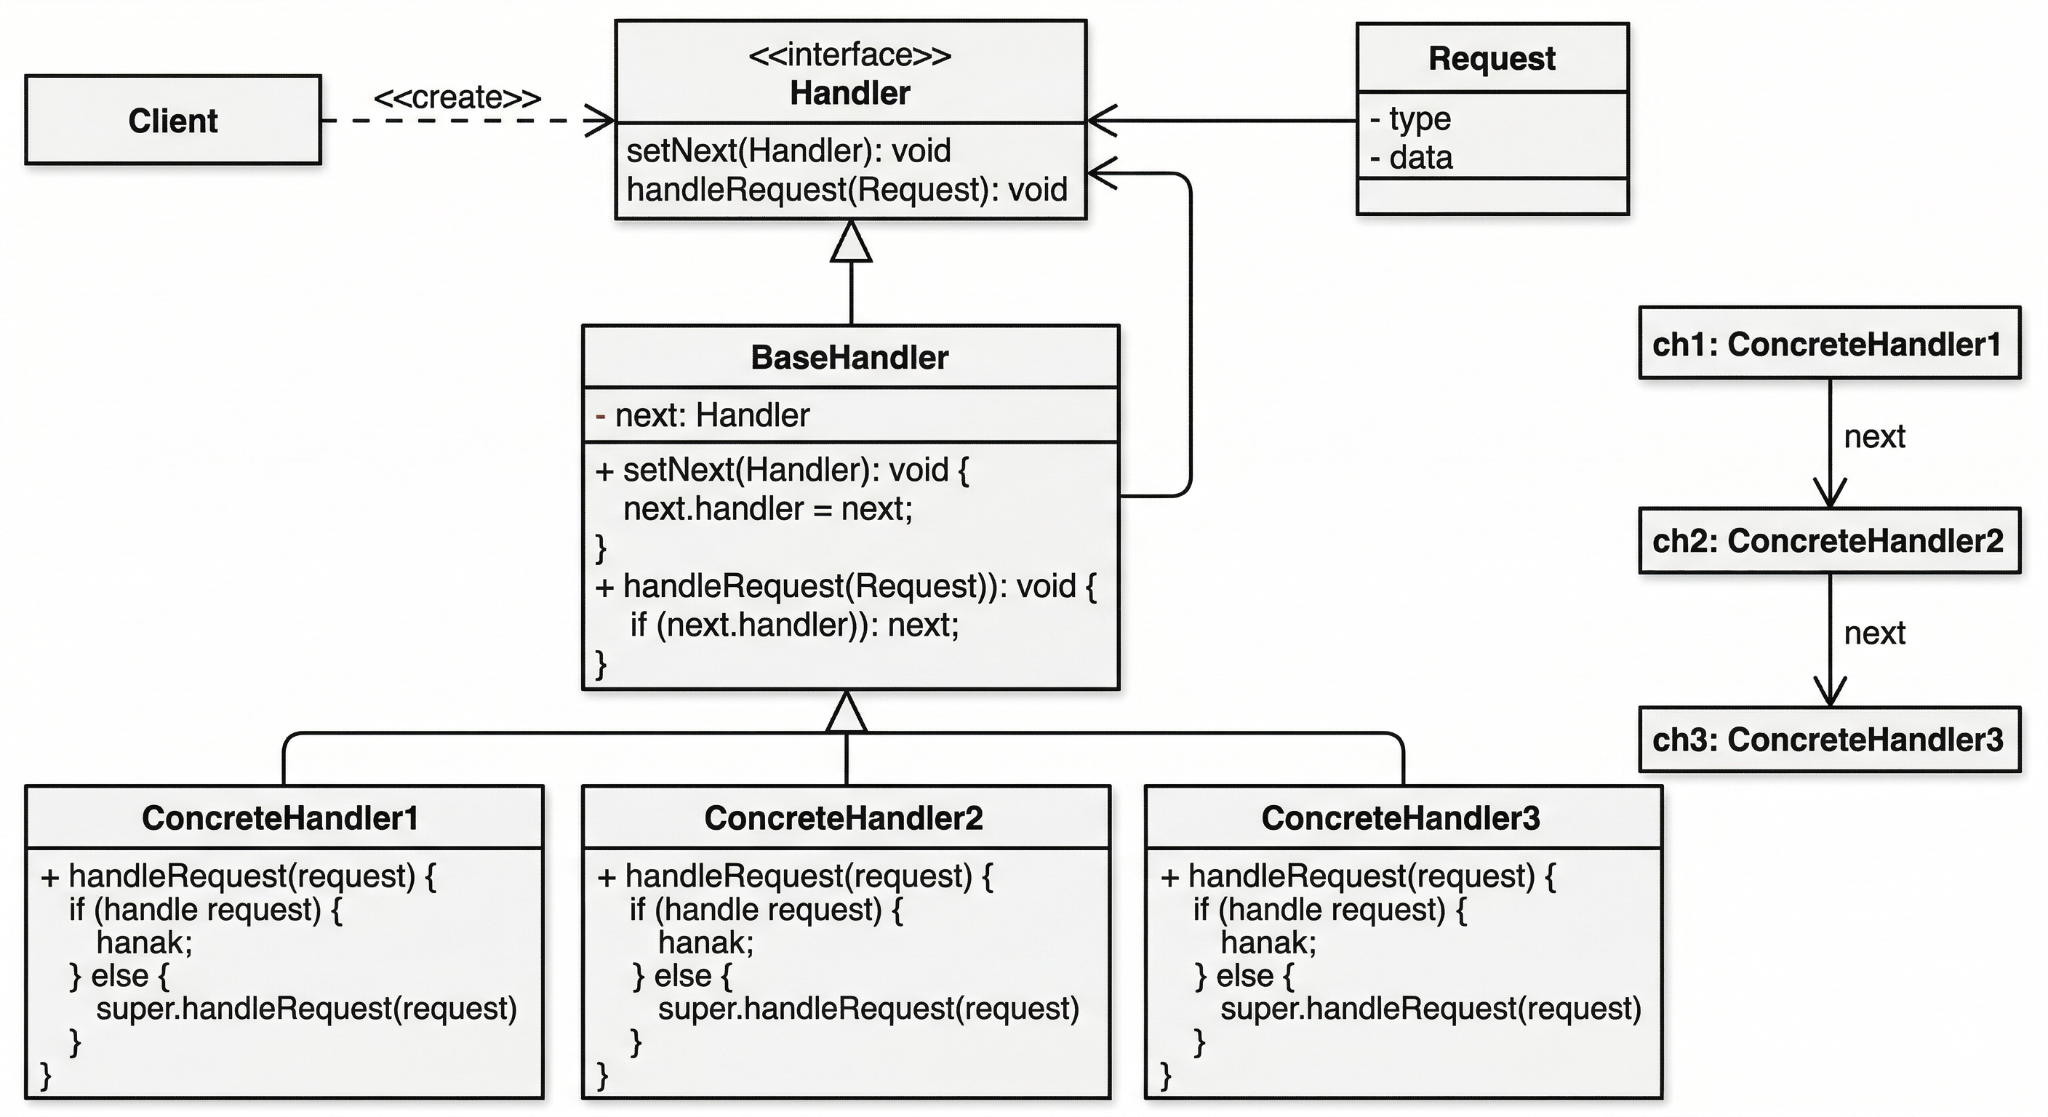 Client
<<create>>
<<interface>>
Handler
setNext(Handler): void
handleRequest(Request): void
Request
- type
- data
BaseHandler
- next: Handler
+ setNext(Handler): void {
next.handler = next;
}
+ handleRequest(Request)): void {
if (next.handler)): next;
}
ch1: ConcreteHandler1
next
ch2: ConcreteHandler2
next
ch3: ConcreteHandler3
ConcreteHandler1
+ handleRequest(request) {
if (handle request) {
hanak;
} else {
super.handleRequest(request)
}
}
ConcreteHandler2
+ handleRequest(request) {
if (handle request) {
hanak;
} else {
super.handleRequest(request)
}
}
ConcreteHandler3
+ handleRequest(request) {
if (handle request) {
hanak;
} else {
super.handleRequest(request)
}
}